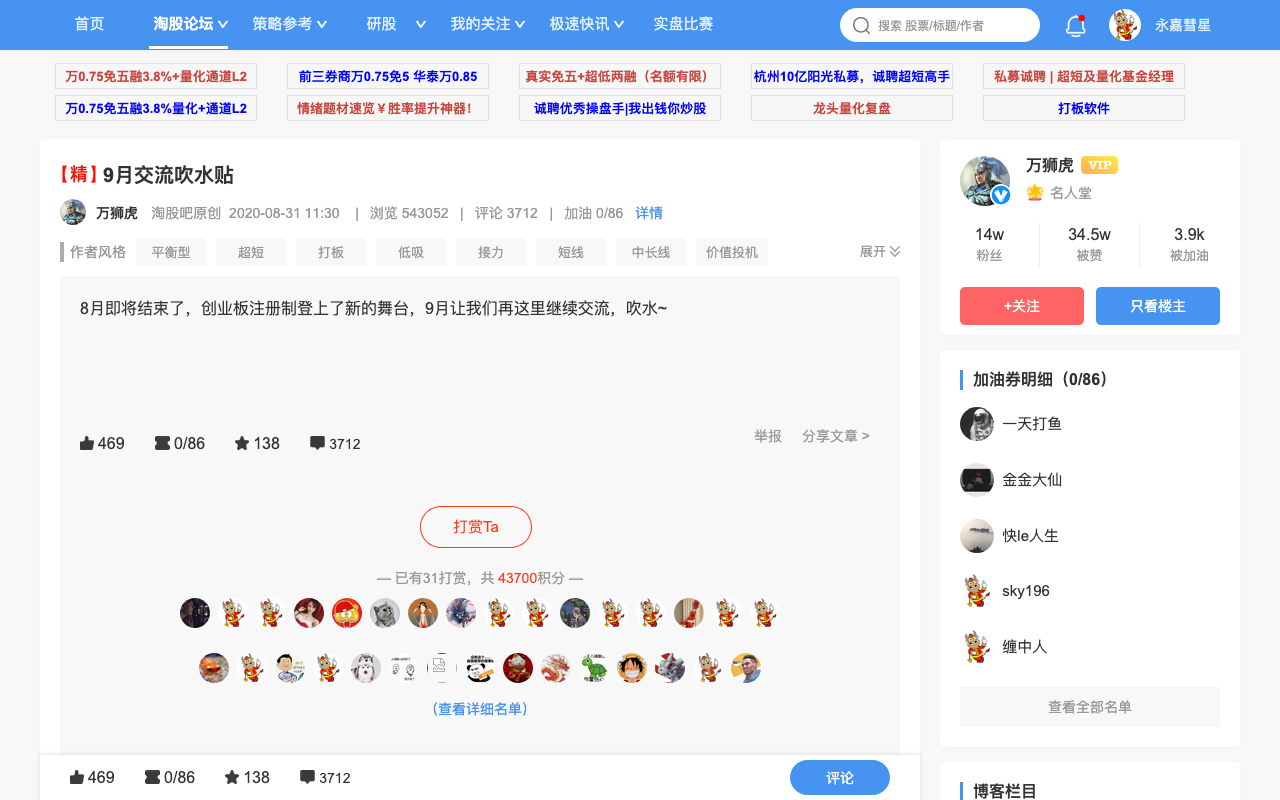 首页 淘股论坛 策略参考 研股 我的关注 极速快讯 实盘比赛 搜索 股票/标题/作者 永嘉彗星
万0.75免五融3.8%+量化通道L2 前三券商万0.75免5 华泰万0.85 真实免五+超低两融（名额有限） 杭州10亿阳光私募，诚聘超短高手 私募诚聘 | 超短及量化基金经理
万0.75免五融3.8%量化+通道L2 情绪题材速览￥胜率提升神器！ 诚聘优秀操盘手|我出钱你炒股 龙头量化复盘 打板软件
【精】9月交流吹水贴
万狮虎 淘股吧原创 2020-08-31 11:30 | 浏览 543052 | 评论 3712 | 加油 0/86 详情
作者风格 平衡型 超短 打板 低吸 接力 短线 中长线 价值投机 展开
8月即将结束了，创业板注册制登上了新的舞台，9月让我们再这里继续交流，吹水~
469 0/86 138 3712 举报 分享文章 >
打赏Ta
— 已有31打赏，共 43700积分 —
（查看详细名单）
469 0/86 138 3712 评论
万狮虎 VIP
名人堂
14w 34.5w 3.9k
粉丝 被赞 被加油
+关注 只看楼主
加油券明细（0/86）
一天打鱼
金金大仙
快le人生
sky196
缠中人
查看全部名单
博客栏目